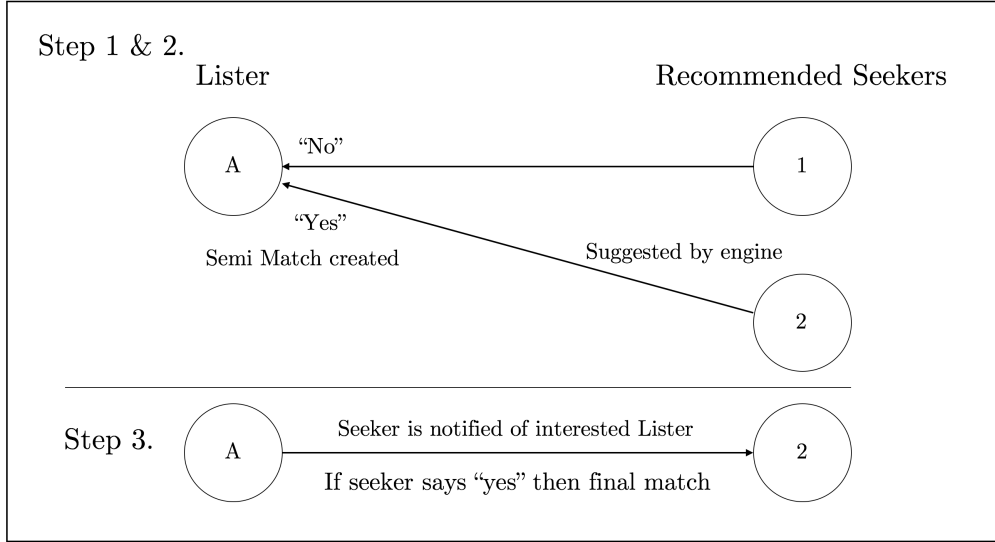 Step 1 & 2.
Lister
Recommended Seekers
“No”
A
1
“Yes”
Suggested by engine
Semi Match created
2
Step 3.
A
Seeker is notified of interested Lister
2
If seeker says “yes” then final match